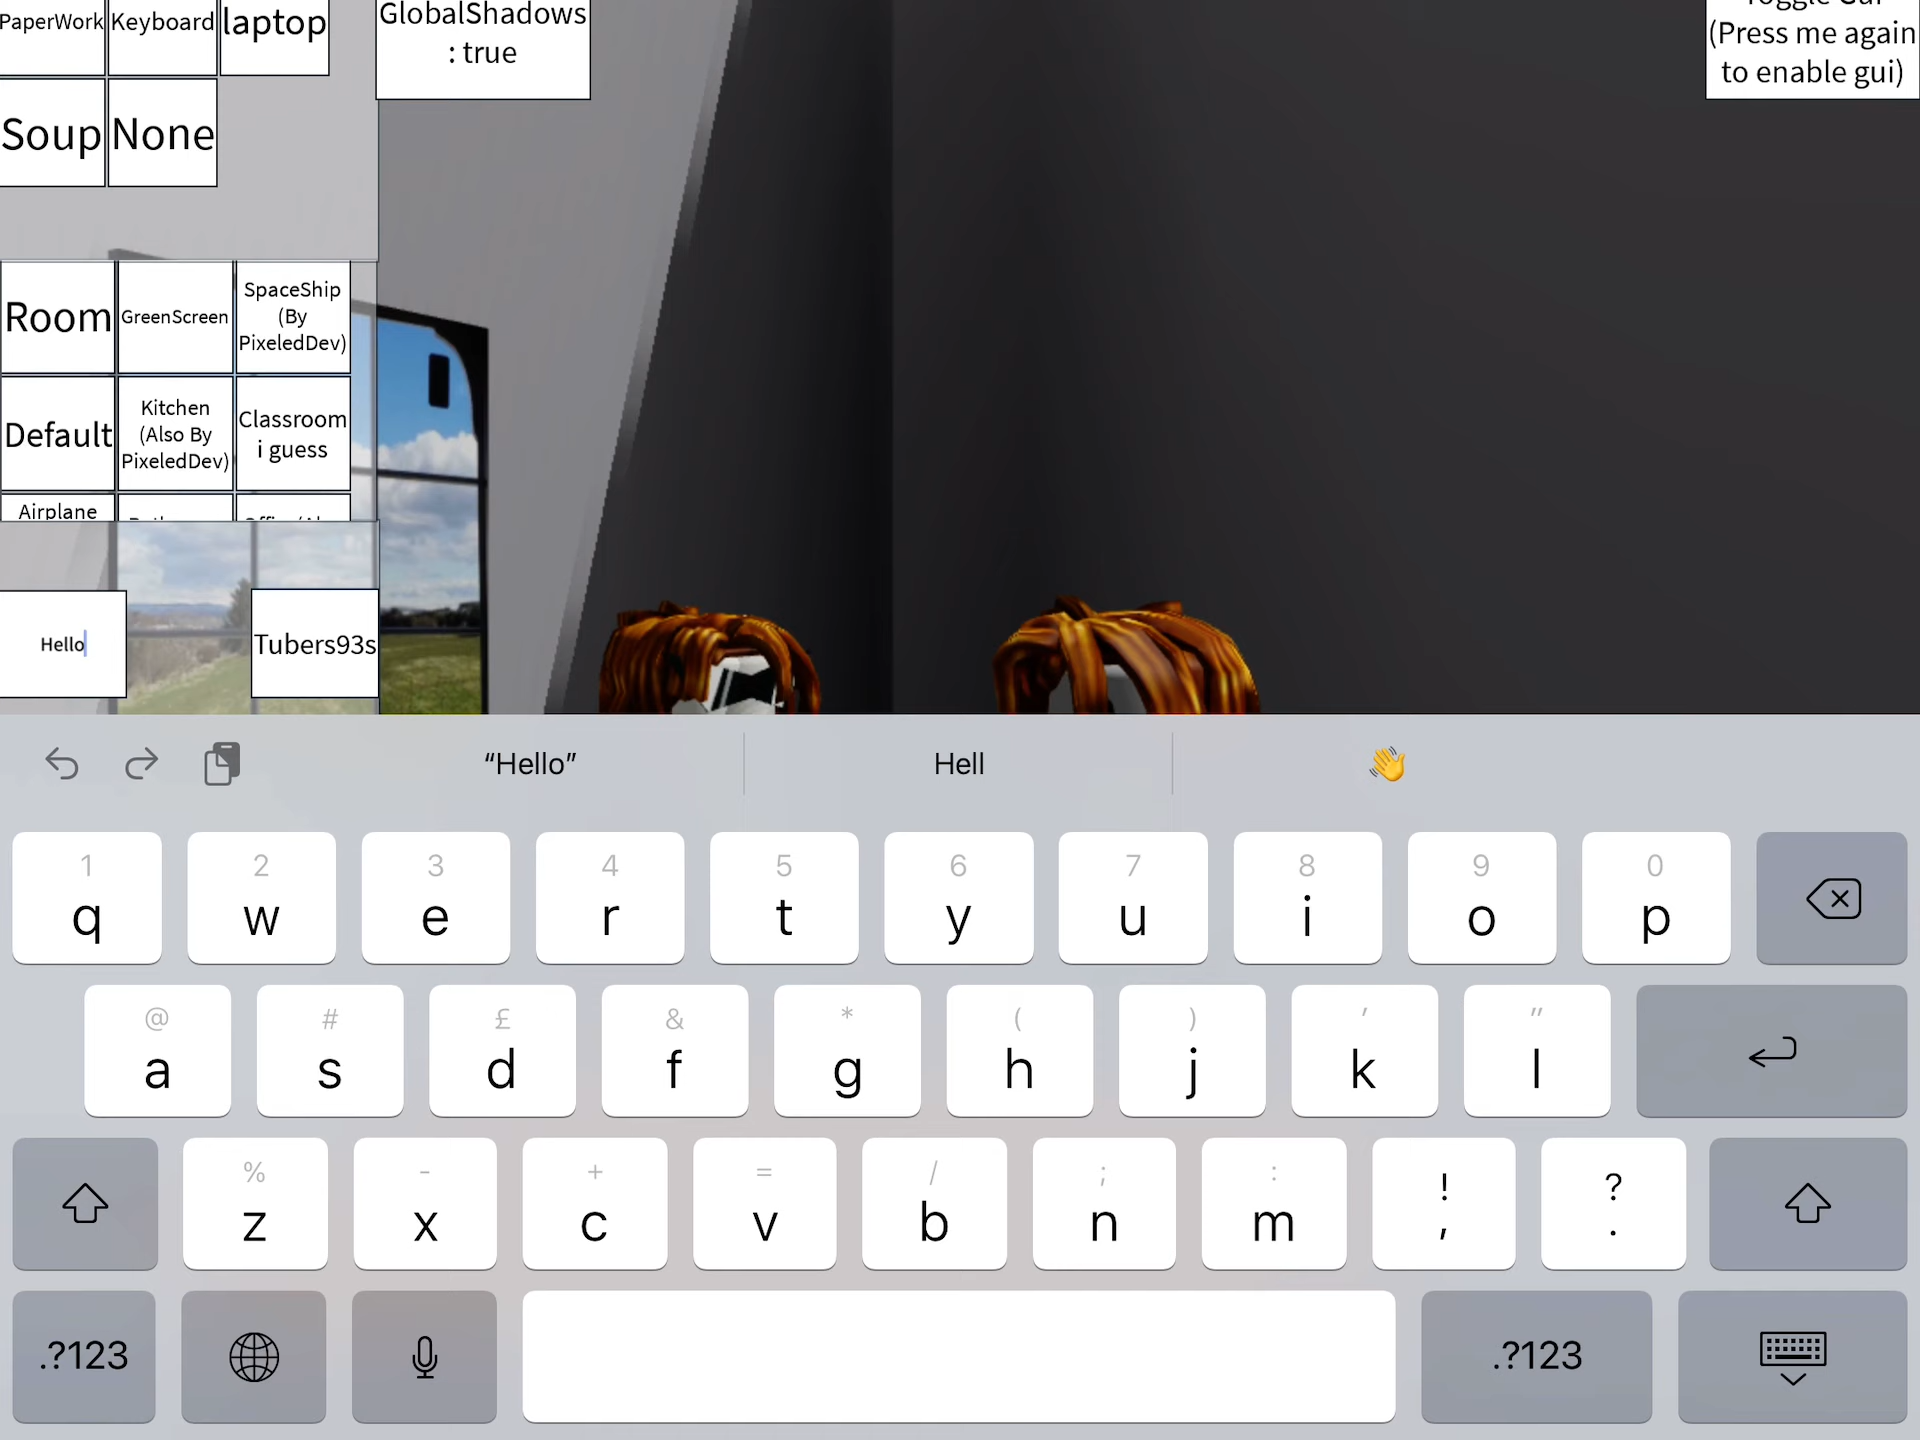 PaperWork
Keyboard
laptop
GlobalShadows
: true
(Press me again
to enable gui)
Soup
None
Room
GreenScreen
SpaceShip
(By
PixeledDev)
Default
Kitchen
(Also By
PixeledDev)
Classroom
i guess
Airplane
Hello
Tubers93s
“Hello”
Hell
👋
1 2 3 4 5 6 7 8 9 0
q w e r t y u i o p
@ # £ & * ( ) ’ ”
a s d f g h j k l
% - + = / ; : ! ?
z x c v b n m , .
.?123
.?123